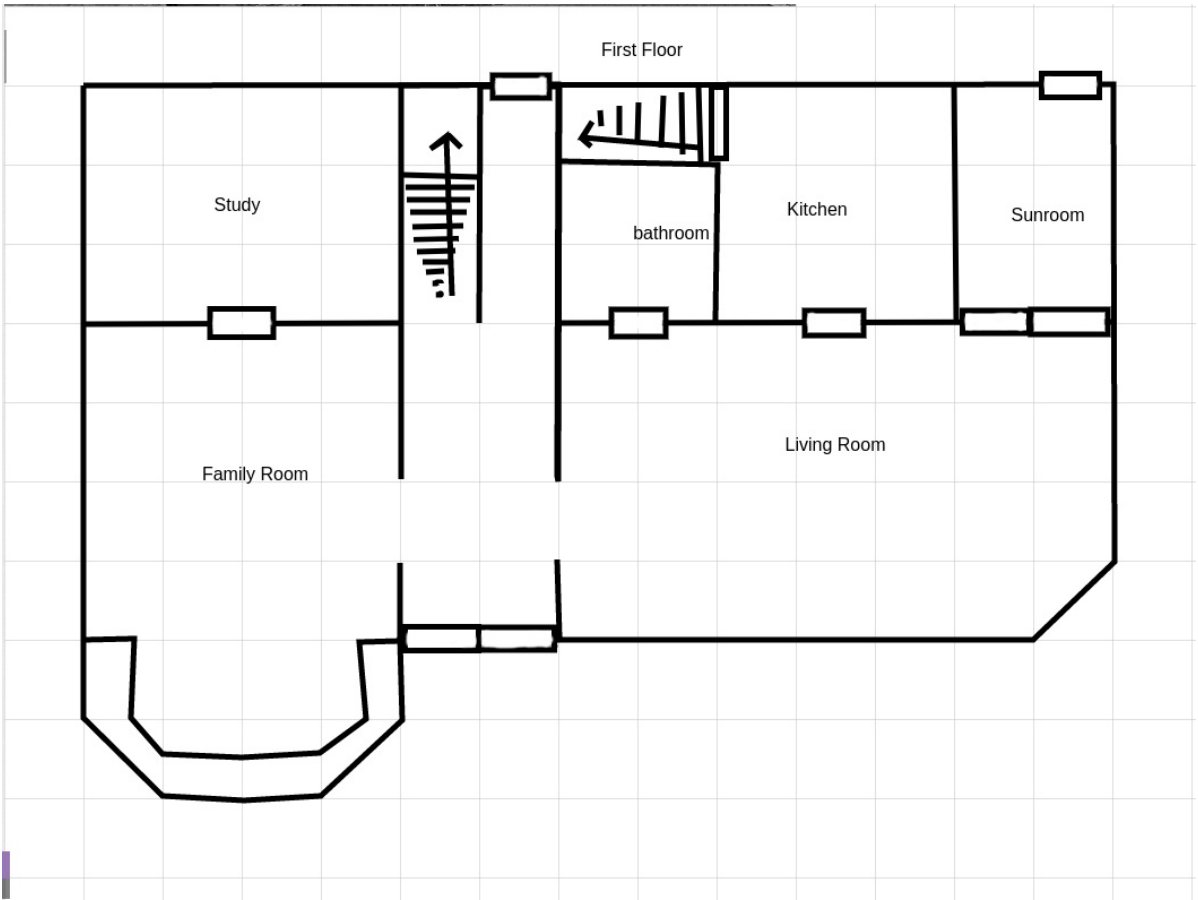 First Floor
Study
bathroom
Kitchen
Sunroom
Family Room
Living Room